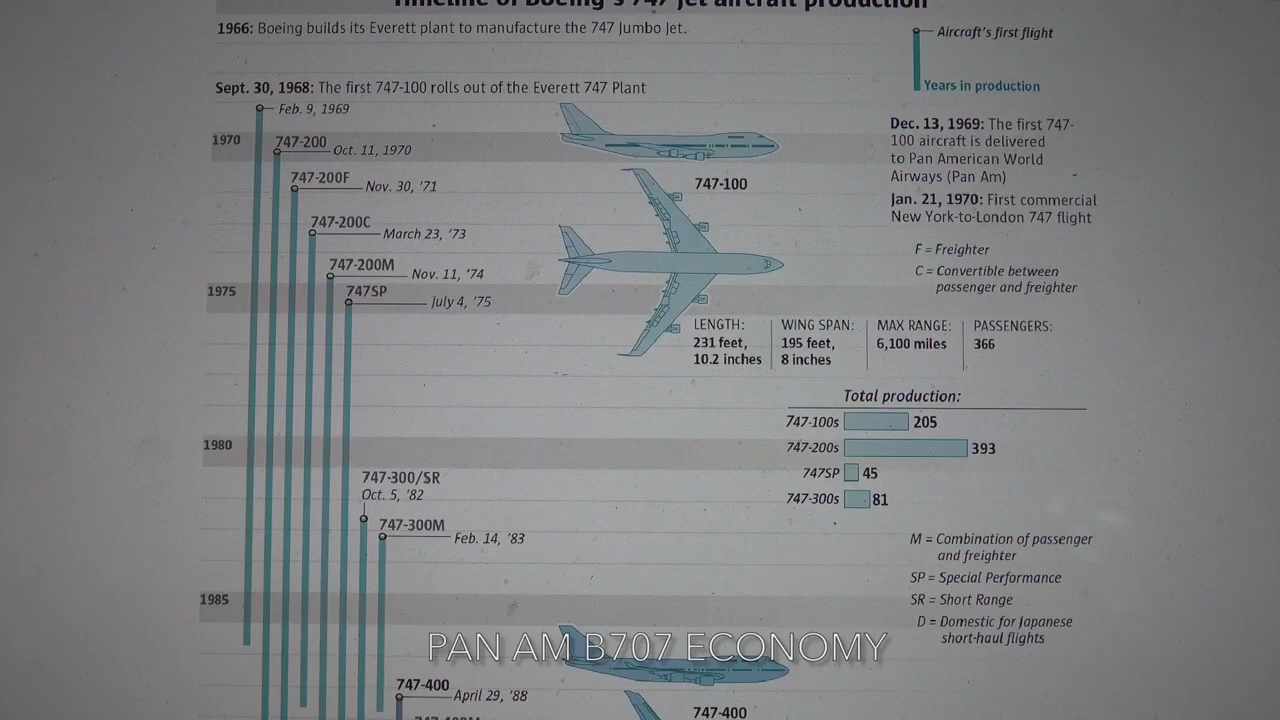 Timeline of Boeing's 747 jet aircraft production
1966: Boeing builds its Everett plant to manufacture the 747 Jumbo Jet.
Aircraft's first flight
Years in production
Sept. 30, 1968: The first 747-100 rolls out of the Everett 747 Plant
Feb. 9, 1969
Dec. 13, 1969: The first 747-
100 aircraft is delivered
to Pan American World
Airways (Pan Am)
Jan. 21, 1970: First commercial
New York-to-London 747 flight
1970
747-200
Oct. 11, 1970
747-200F
Nov. 30, '71
747-100
747-200C
March 23, '73
F = Freighter
C = Convertible between
passenger and freighter
747-200M
Nov. 11, '74
1975
747SP
July 4, '75
LENGTH:
231 feet,
10.2 inches
WING SPAN:
195 feet,
8 inches
MAX RANGE:
6,100 miles
PASSENGERS:
366
Total production:
747-100s 205
747-200s 393
747SP 45
747-300s 81
1980
747-300/SR
Oct. 5, '82
747-300M
Feb. 14, '83
M = Combination of passenger
and freighter
SP = Special Performance
SR = Short Range
D = Domestic for Japanese
short-haul flights
1985
PAN AM B707 ECONOMY
747-400
April 29, '88
747-400